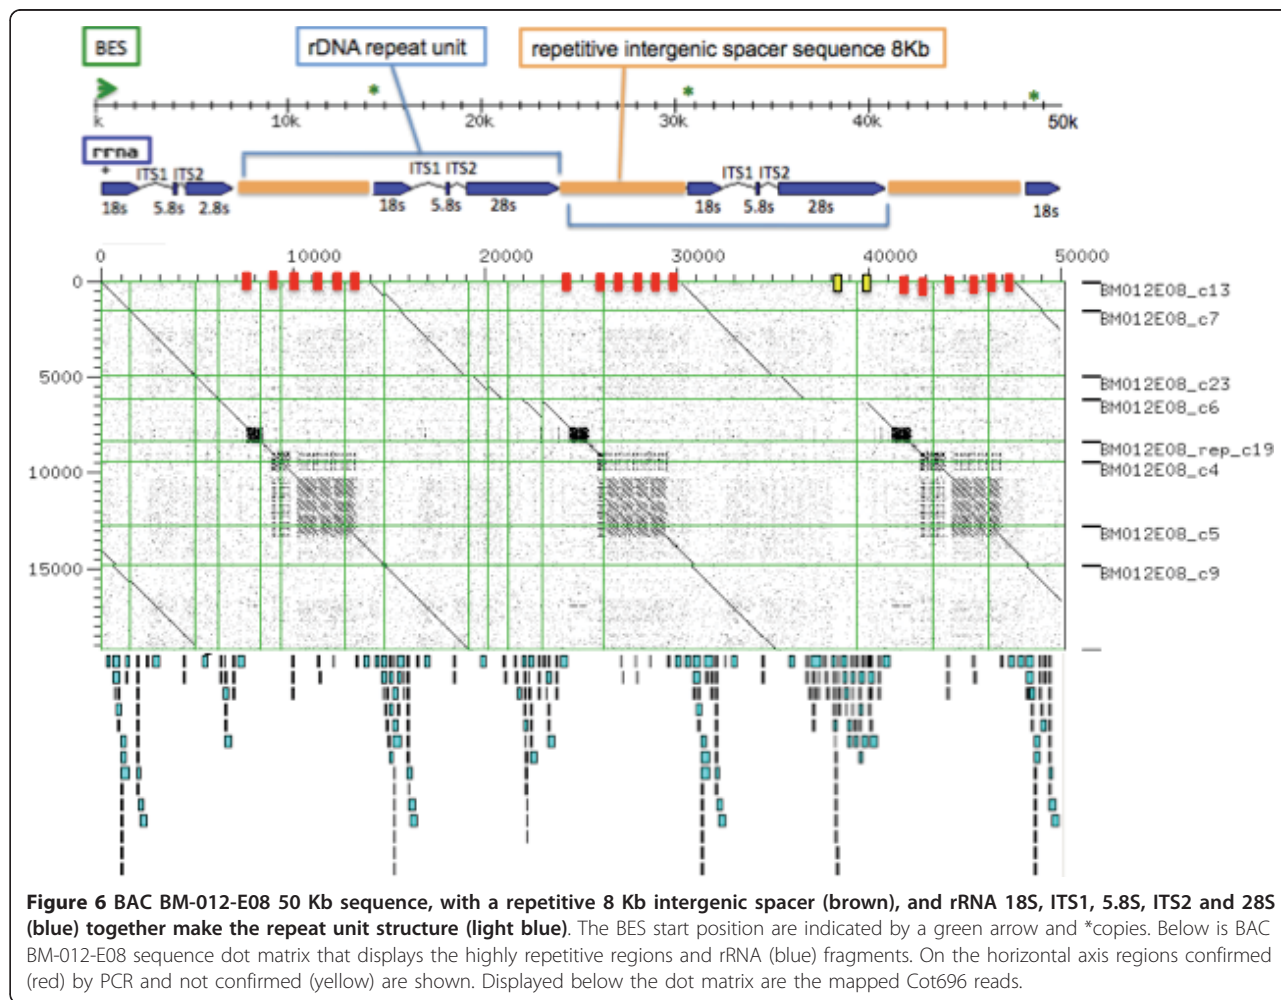 BES
rDNA repeat unit
repetitive intergenic spacer sequence 8Kb
* * *
k 10k 20k 30k 40k 50k
rrna
ITS1 ITS2 ITS1 ITS2 ITS1 ITS2
18s 5.8s 2.8s 18s 5.8s 28s 18s 5.8s 28s 18s
0 10000 20000 30000 40000 50000
0 BM012E08_c13
BM012E08_c7
5000 BM012E08_c23
BM012E08_c6
BM012E08_rep_c19
10000 BM012E08_c4
BM012E08_c5
15000 BM012E08_c9
Figure 6 BAC BM-012-E08 50 Kb sequence, with a repetitive 8 Kb intergenic spacer (brown), and rRNA 18S, ITS1, 5.8S, ITS2 and 28S
(blue) together make the repeat unit structure (light blue). The BES start position are indicated by a green arrow and *copies. Below is BAC
BM-012-E08 sequence dot matrix that displays the highly repetitive regions and rRNA (blue) fragments. On the horizontal axis regions confirmed
(red) by PCR and not confirmed (yellow) are shown. Displayed below the dot matrix are the mapped Cot696 reads.